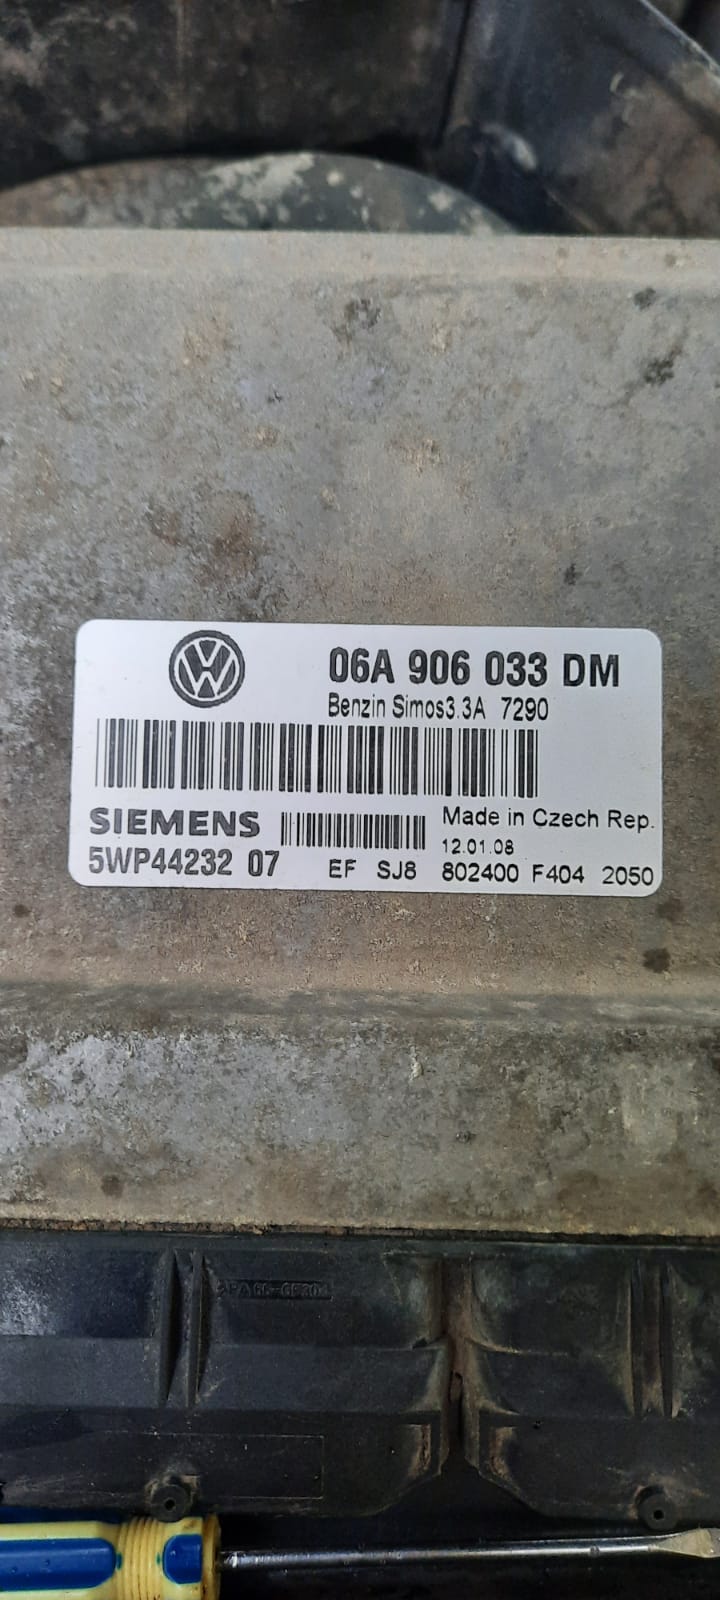 06A 906 033 DM
Benzin Simos3.3A 7290
SIEMENS
Made in Czech Rep.
12.01.08
5WP44232 07
EF SJ8 802400 F404 2050